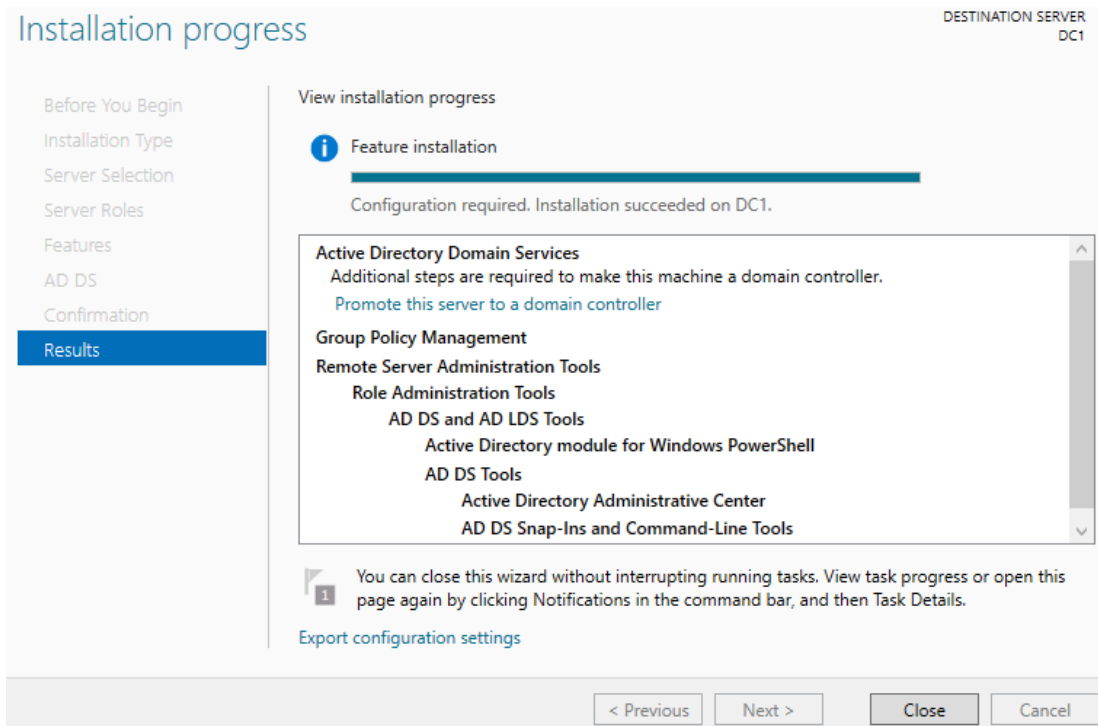 Installation progress
DESTINATION SERVER
DC1
Before You Begin
Installation Type
Server Selection
Server Roles
Features
AD DS
Confirmation
Results
View installation progress
Feature installation
Configuration required. Installation succeeded on DC1.
Active Directory Domain Services
Additional steps are required to make this machine a domain controller.
Promote this server to a domain controller
Group Policy Management
Remote Server Administration Tools
Role Administration Tools
AD DS and AD LDS Tools
Active Directory module for Windows PowerShell
AD DS Tools
Active Directory Administrative Center
AD DS Snap-Ins and Command-Line Tools
1
You can close this wizard without interrupting running tasks. View task progress or open this
page again by clicking Notifications in the command bar, and then Task Details.
Export configuration settings
< Previous
Next >
Close
Cancel